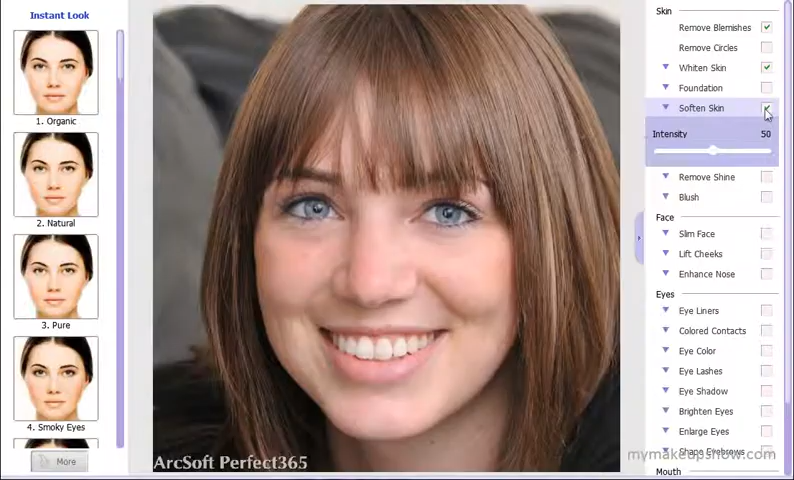 Instant Look
1. Organic
2. Natural
3. Pure
4. Smoky Eyes
More
ArcSoft Perfect365
Skin
Remove Blemishes
Remove Circles
Whiten Skin
Foundation
Soften Skin
Intensity 50
Remove Shine
Blush
Face
Slim Face
Lift Cheeks
Enhance Nose
Eyes
Eye Liners
Colored Contacts
Eye Color
Eye Lashes
Eye Shadow
Brighten Eyes
Enlarge Eyes
Shape Eyebrows
mymakeupshow.com
Mouth